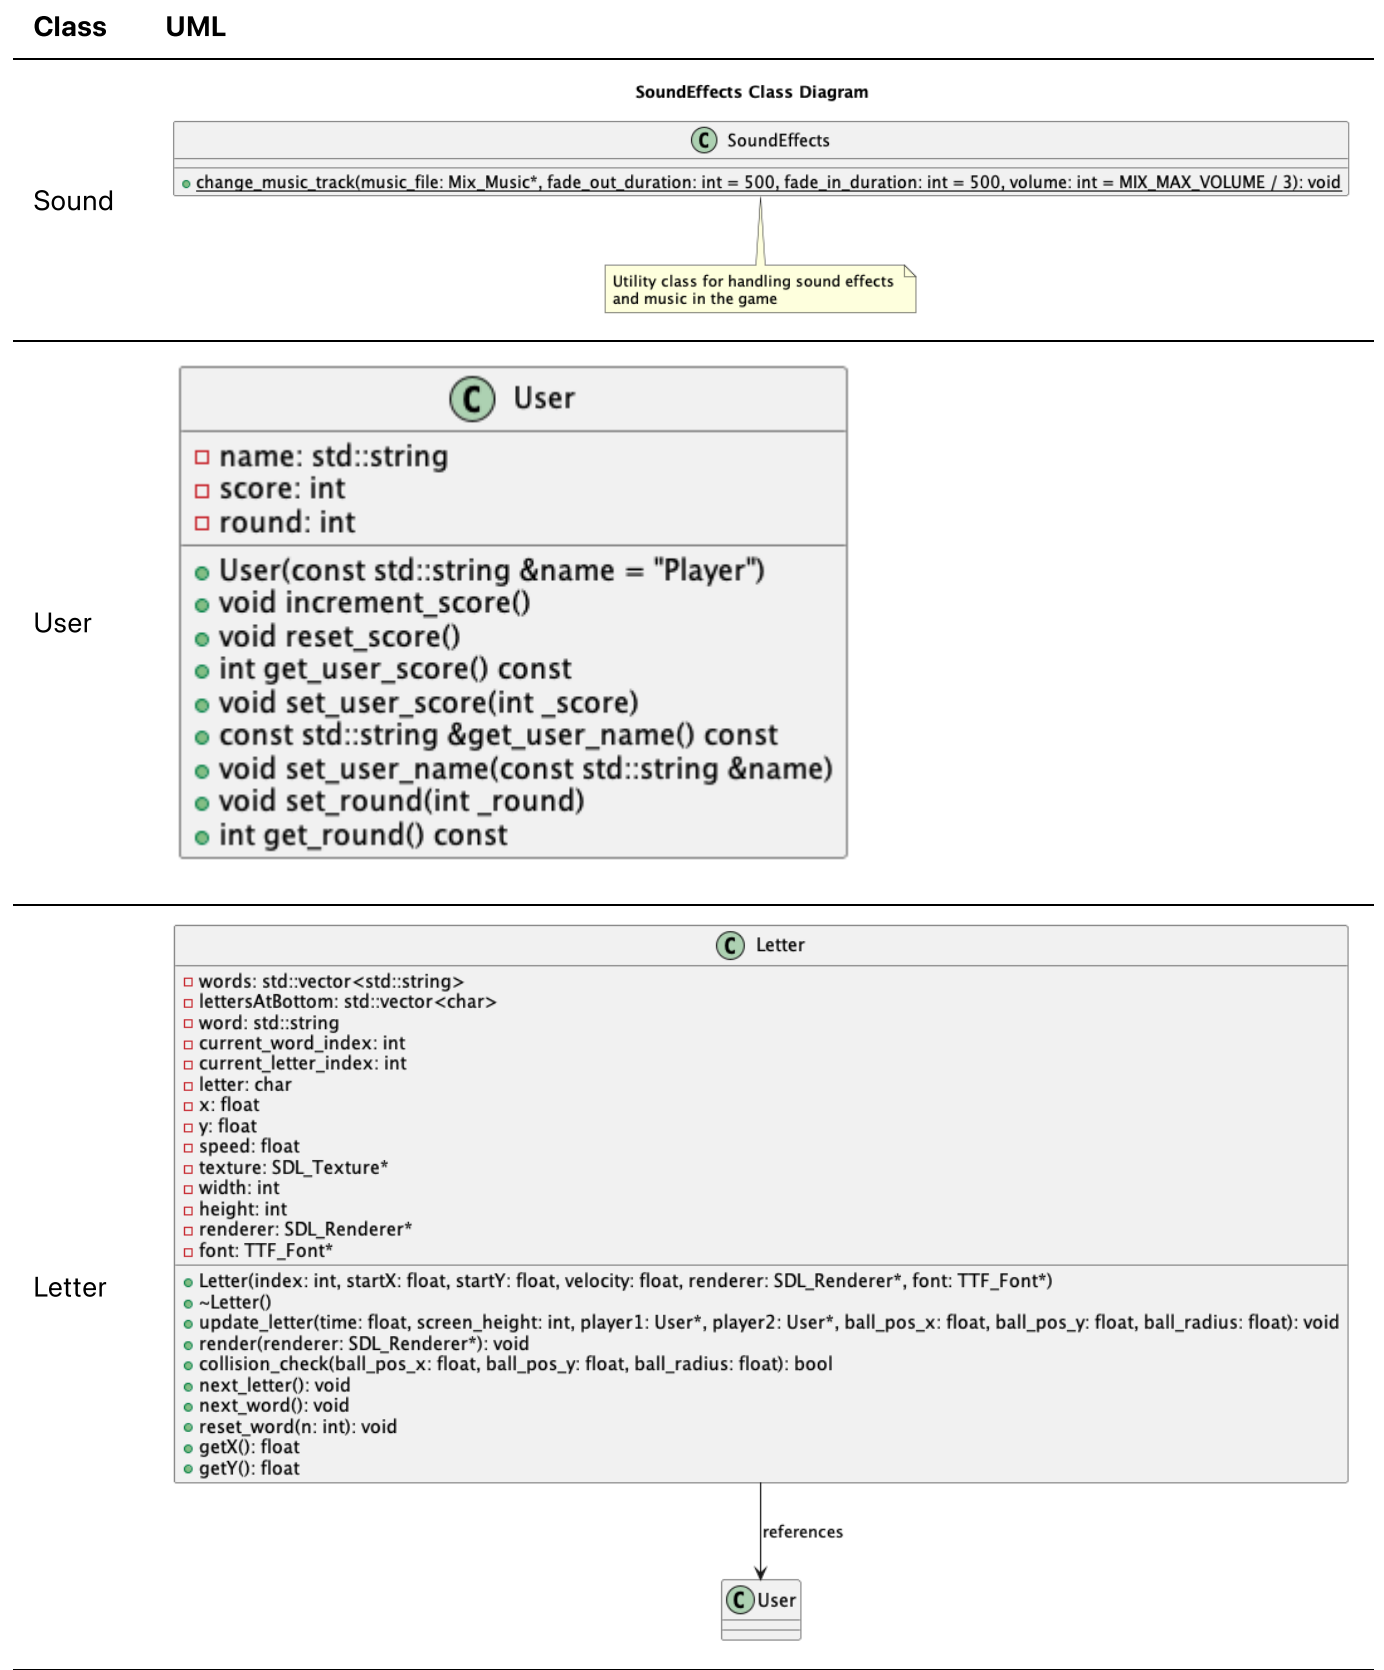 Class UML
SoundEffects Class Diagram
C SoundEffects
Sound
change_music_track(music_file: Mix_Music*, fade_out_duration: int = 500, fade_in_duration: int = 500, volume: int = MIX_MAX_VOLUME / 3): void
Utility class for handling sound effects
and music in the game
User
C User
name: std::string
score: int
round: int
User(const std::string &name = "Player")
void increment_score()
void reset_score()
int get_user_score() const
void set_user_score(int _score)
const std::string &get_user_name() const
void set_user_name(const std::string &name)
void set_round(int _round)
int get_round() const
Letter
C Letter
words: std::vector<std::string>
lettersAtBottom: std::vector<char>
word: std::string
current_word_index: int
current_letter_index: int
letter: char
x: float
y: float
speed: float
texture: SDL_Texture*
width: int
height: int
renderer: SDL_Renderer*
font: TTF_Font*
Letter(index: int, startX: float, startY: float, velocity: float, renderer: SDL_Renderer*, font: TTF_Font*)
~Letter()
update_letter(time: float, screen_height: int, player1: User*, player2: User*, ball_pos_x: float, ball_pos_y: float, ball_radius: float): void
render(renderer: SDL_Renderer*): void
collision_check(ball_pos_x: float, ball_pos_y: float, ball_radius: float): bool
next_letter(): void
next_word(): void
reset_word(n: int): void
getX(): float
getY(): float
references
C User